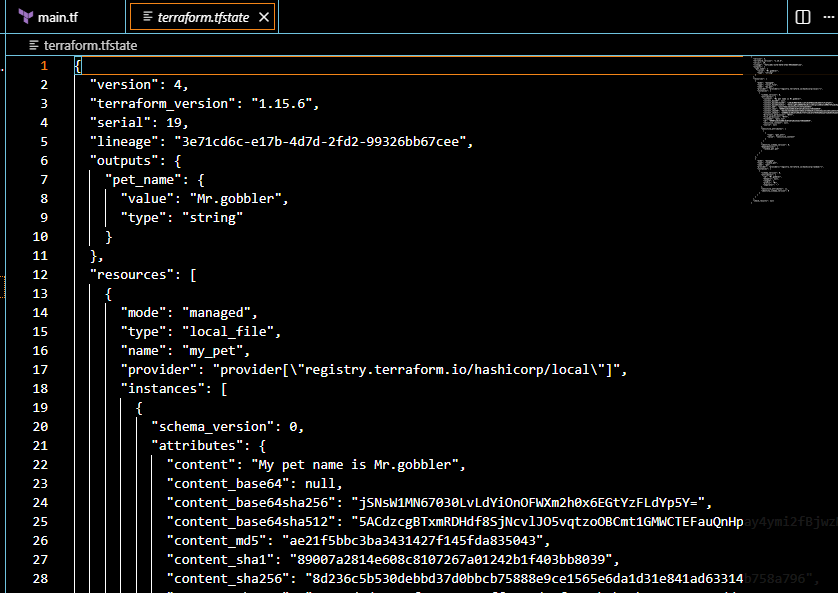 main.tf
terraform.tfstate
terraform.tfstate
1 {
2 "version": 4,
3 "terraform_version": "1.15.6",
4 "serial": 19,
5 "lineage": "3e71cd6c-e17b-4d7d-2fd2-99326bb67cee",
6 "outputs": {
7 "pet_name": {
8 "value": "Mr.gobbler",
9 "type": "string"
10 }
11 },
12 "resources": [
13 {
14 "mode": "managed",
15 "type": "local_file",
16 "name": "my_pet",
17 "provider": "provider[\"registry.terraform.io/hashicorp/local\"]",
18 "instances": [
19 {
20 "schema_version": 0,
21 "attributes": {
22 "content": "My pet name is Mr.gobbler",
23 "content_base64": null,
24 "content_base64sha256": "jSNsW1MN67030LvLdYiOnOFWXm2h0x6EGtYzFLdYp5Y=",
25 "content_base64sha512": "5ACdzcgBTxmRDHdf8SjNcvlJO5vqtzoOBCmt1GMWCTEFauQnHpay4ymi2fBjwz
26 "content_md5": "ae21f5bbc3ba3431427f145fda835043",
27 "content_sha1": "89007a2814e608c8107267a01242b1f403bb8039",
28 "content_sha256": "8d236c5b530debbd37d0bbcb75888e9ce1565e6da1d31e841ad63314b758a796",